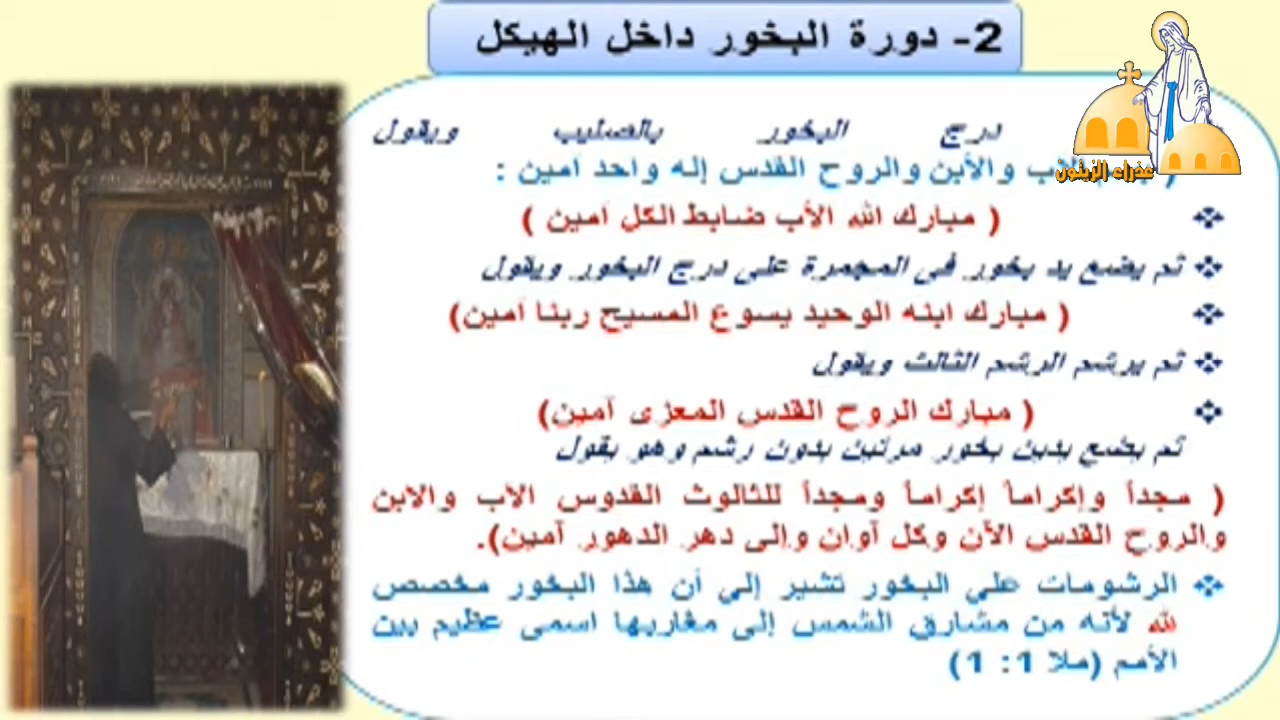 2- دورة البخور داخل الهيكل
درج البخور بالصليب ويقول
والأبن والروح القدس إله واحد آمين :
( مبارك الله الأب ضابط الكل آمين )
ثم يضع يد بخور في المجمرة على درج البخور ويقول
( مبارك ابنه الوحيد يسوع المسيح ربنا آمين)
ثم يرشم الرشم الثالث ويقول
( مبارك الروح القدس المعزى آمين)
ثم يضع يدين بخور مرتين بدون رشم وهو يقول
( مجداً وإكراماً إكراماً ومجداً للثالوث القدوس الآب والابن
والروح القدس الآن وكل آوان وإلى دهر الدهور آمين).
الرشومات علي البخور تشير إلي أن هذا البخور مخصص
لله لأنه من مشارق الشمس إلى مغاربها اسمى عظيم بين
الأمم (ملا 1: 1)
عذراء الزيتون